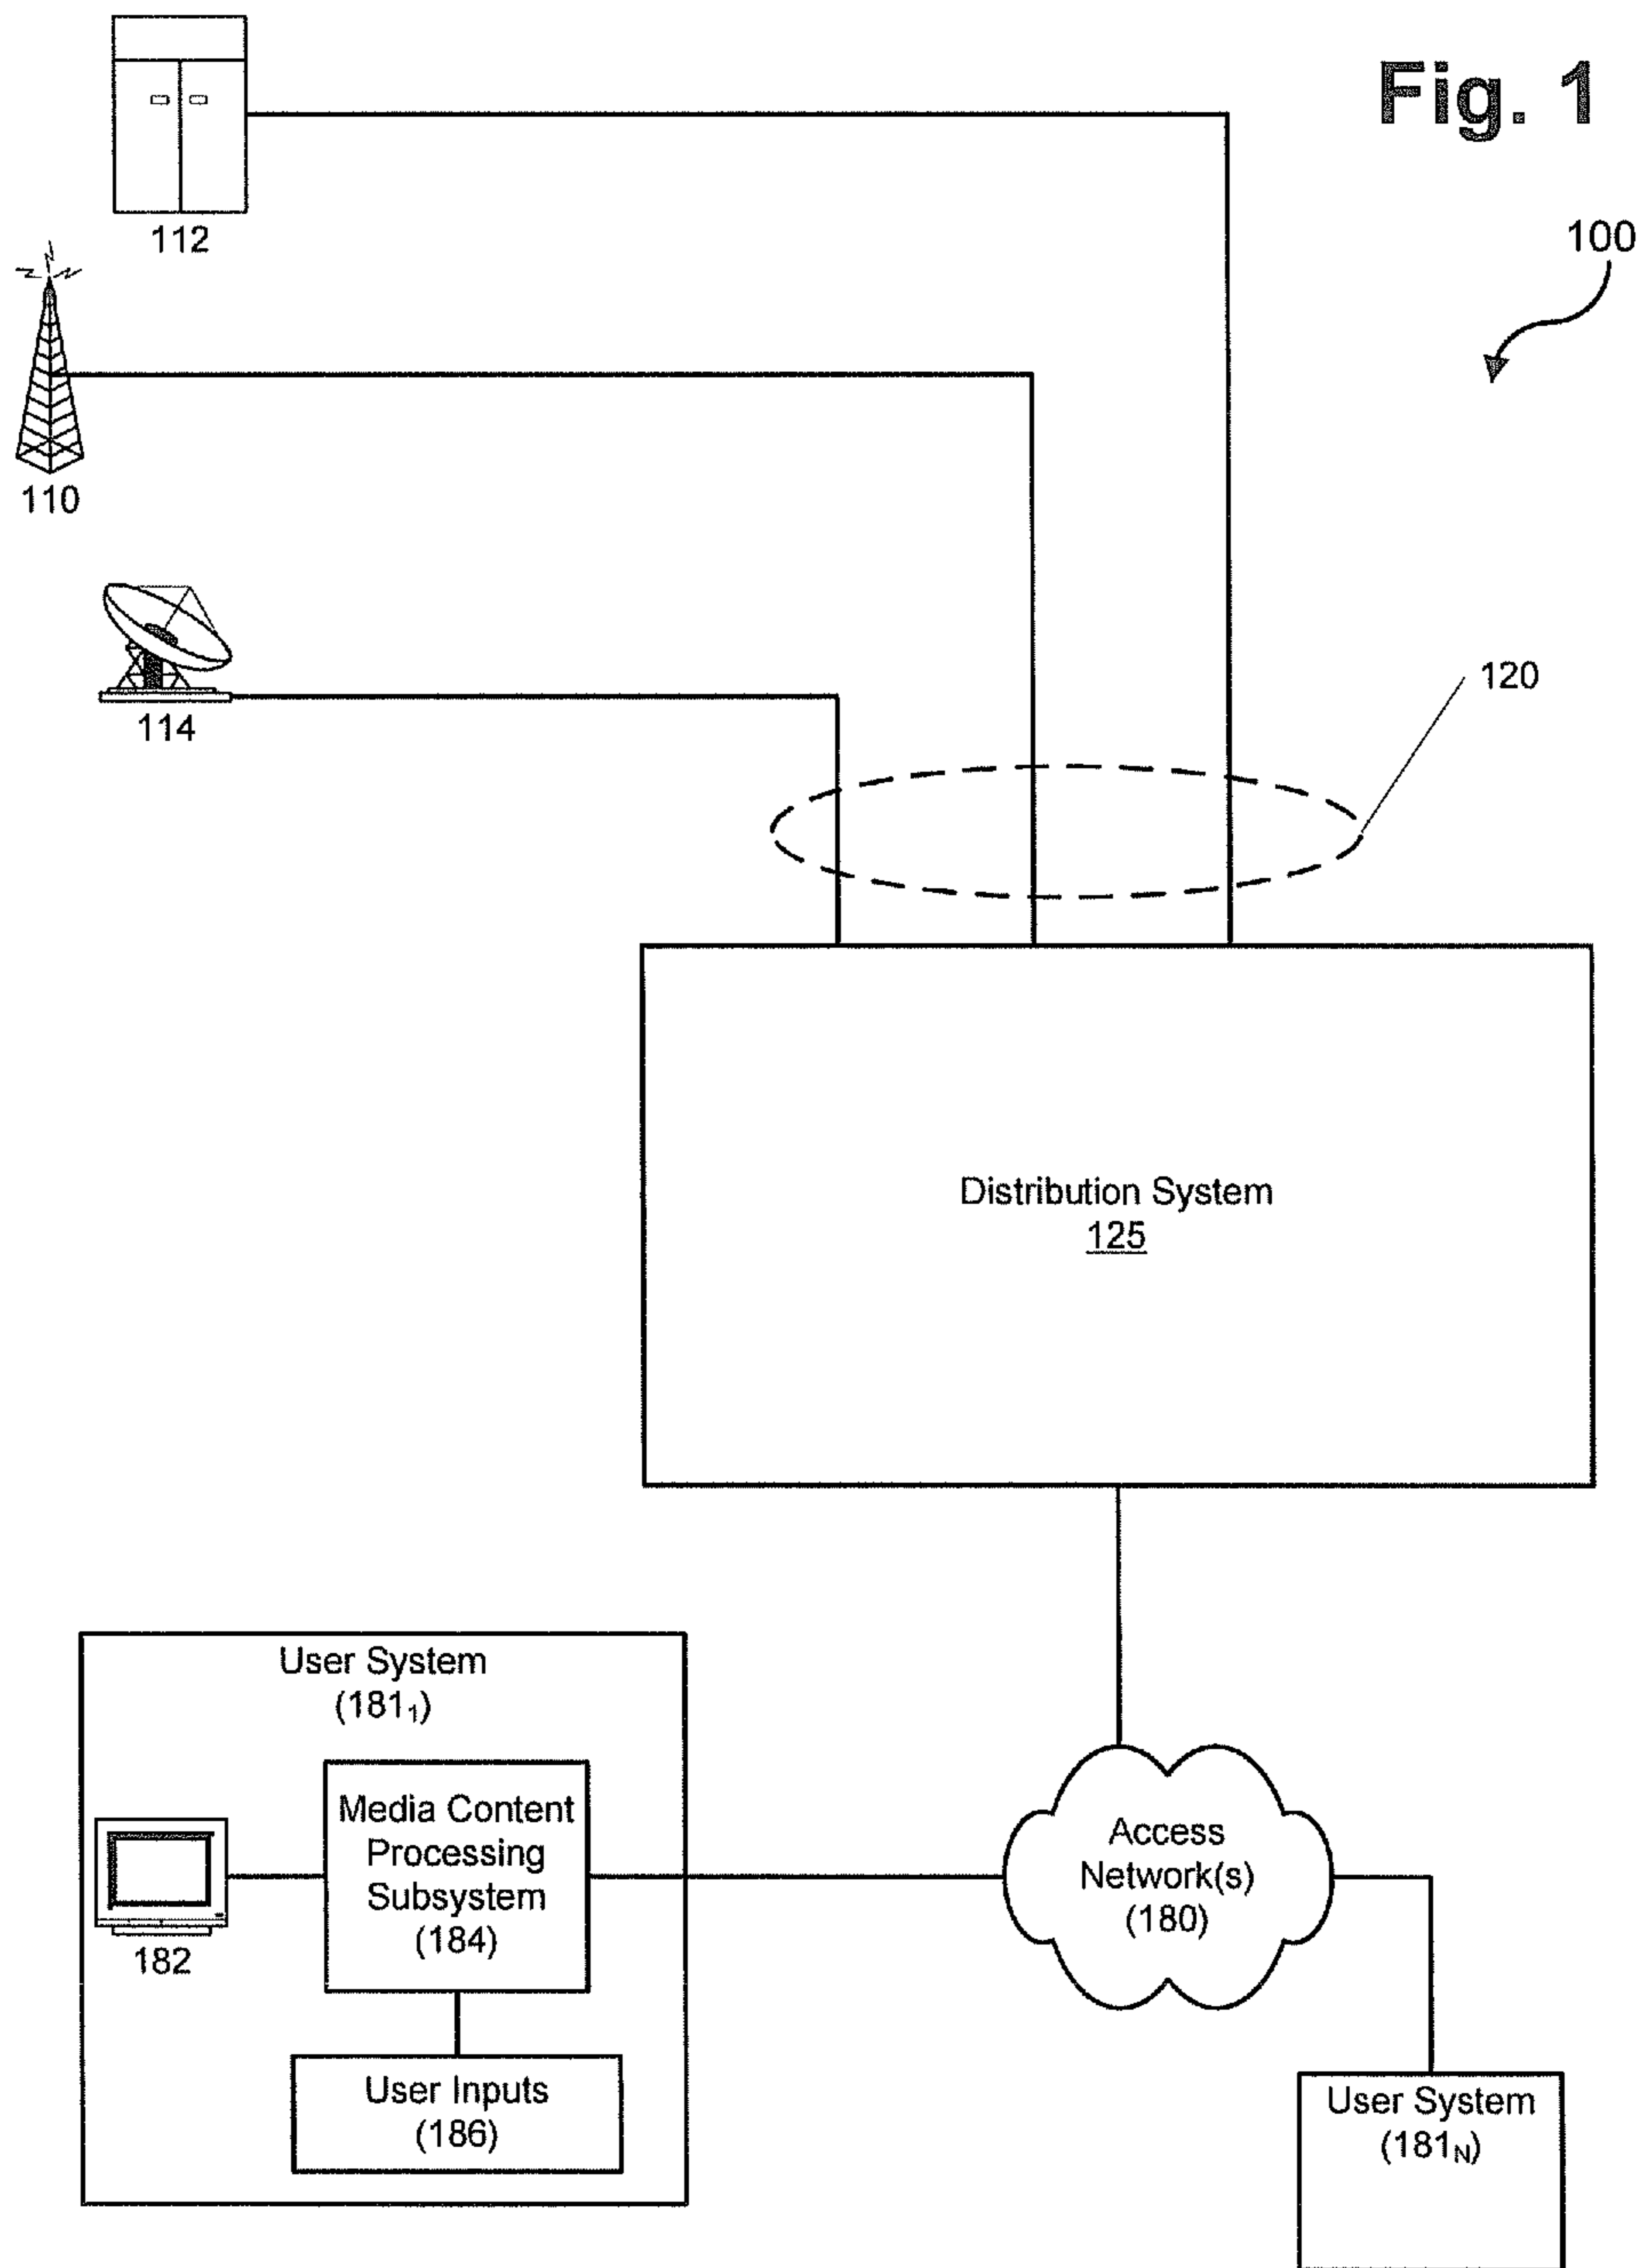 Fig. 1
112
100
110
114
120
Distribution System
125
User System
(181₁)
Media Content
Processing
Subsystem
(184)
182
User Inputs
(186)
Access
Network(s)
(180)
User System
(181N)